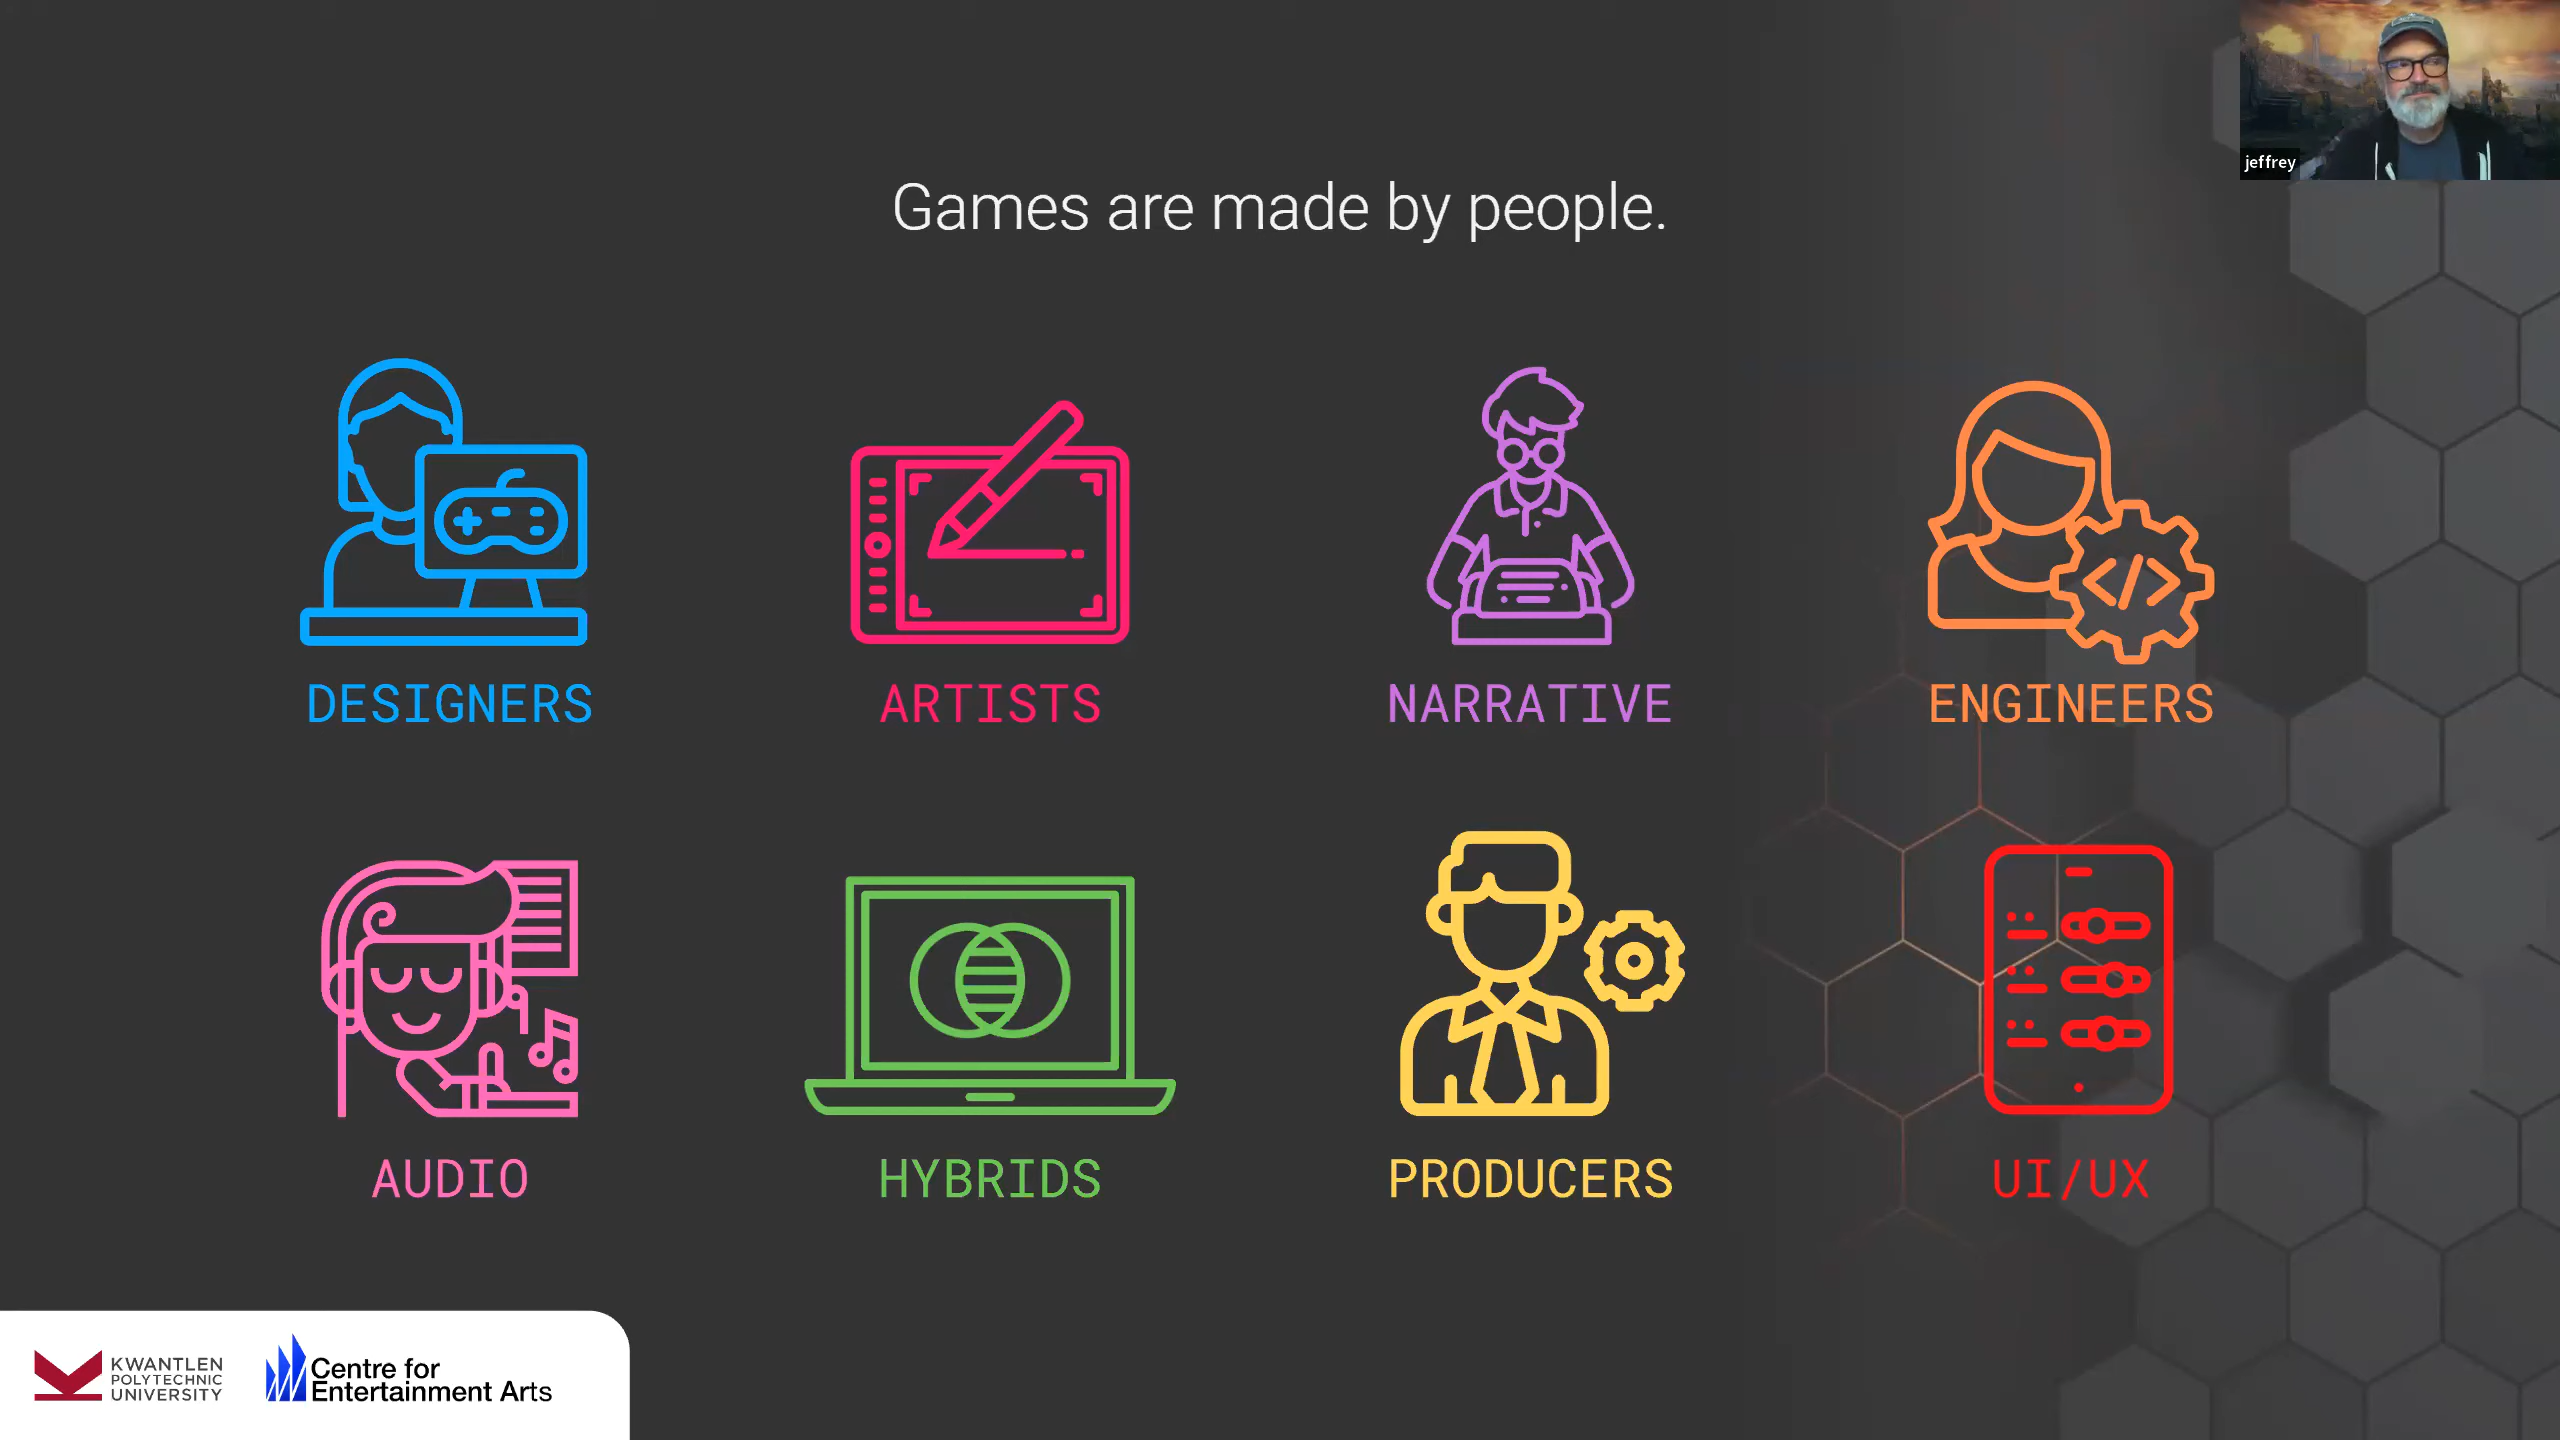 jeffrey
Games are made by people.
DESIGNERS
ARTISTS
NARRATIVE
ENGINEERS
AUDIO
HYBRIDS
PRODUCERS
UI/UX
KWANTLEN
POLYTECHNIC
UNIVERSITY
Centre for
Entertainment Arts